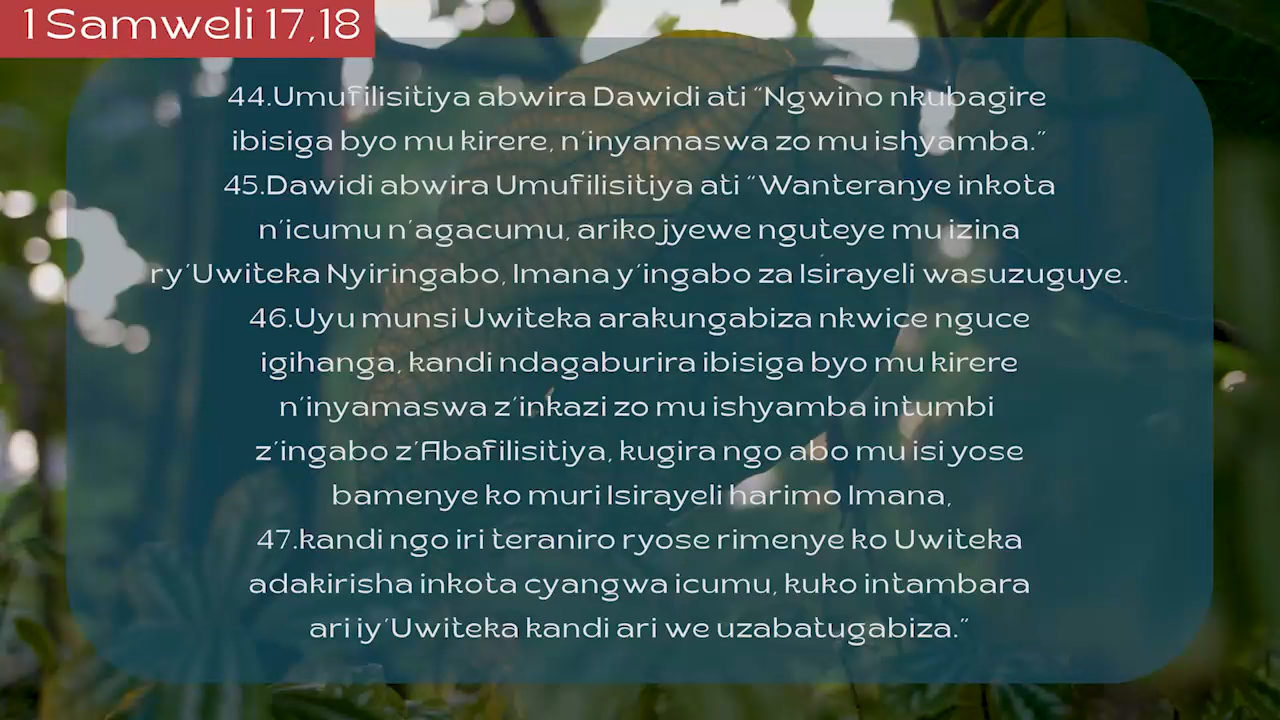 1 Samweli 17,18
44.Umufilisitiya abwira Dawidi ati “Ngwino nkubagire
ibisiga byo mu kirere, n'inyamaswa zo mu ishyamba.”
45.Dawidi abwira Umufilisitiya ati “Wanteranye inkota
n'icumu n'agacumu, ariko jyewe nguteye mu izina
ry'Uwiteka Nyiringabo, Imana y'ingabo za Isirayeli wasuzuguye.
46.Uyu munsi Uwiteka arakungabiza nkwice nguce
igihanga, kandi ndagaburira ibisiga byo mu kirere
n'inyamaswa z'inkazi zo mu ishyamba intumbi
z'ingabo z'Abafilisitiya, kugira ngo abo mu isi yose
bamenye ko muri Isirayeli harimo Imana,
47.kandi ngo iri teraniro ryose rimenye ko Uwiteka
adakirisha inkota cyangwa icumu, kuko intambara
ari iy'Uwiteka kandi ari we uzabatugabiza.”